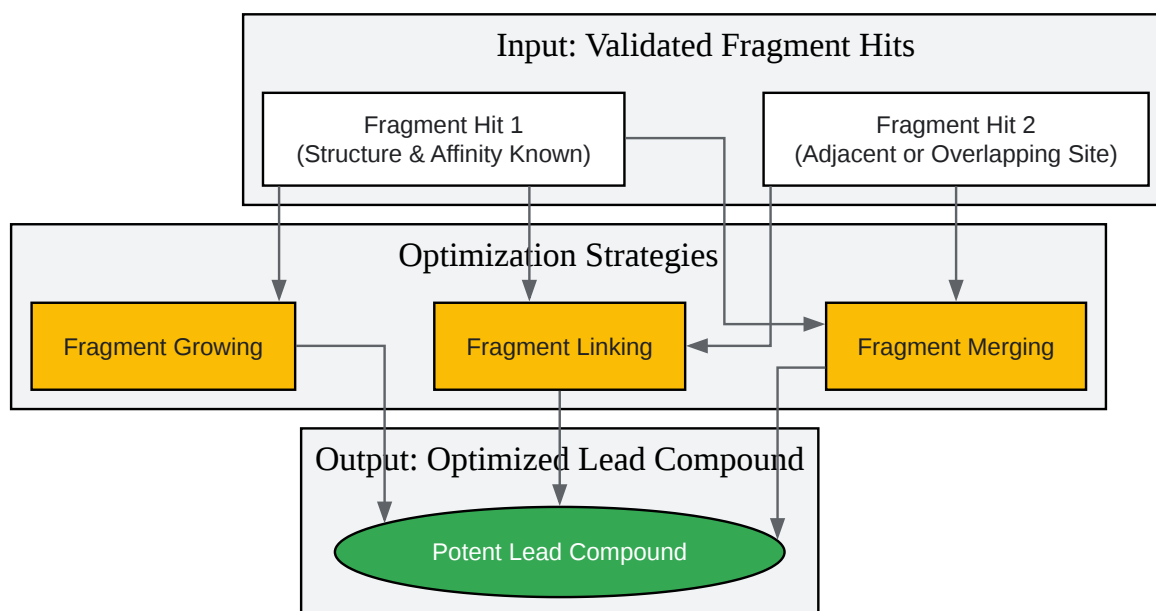 Input: Validated Fragment Hits
Fragment Hit 1
(Structure & Affinity Known)
Fragment Hit 2
(Adjacent or Overlapping Site)
Optimization Strategies
Fragment Growing
Fragment Linking
Fragment Merging
Output: Optimized Lead Compound
Potent Lead Compound